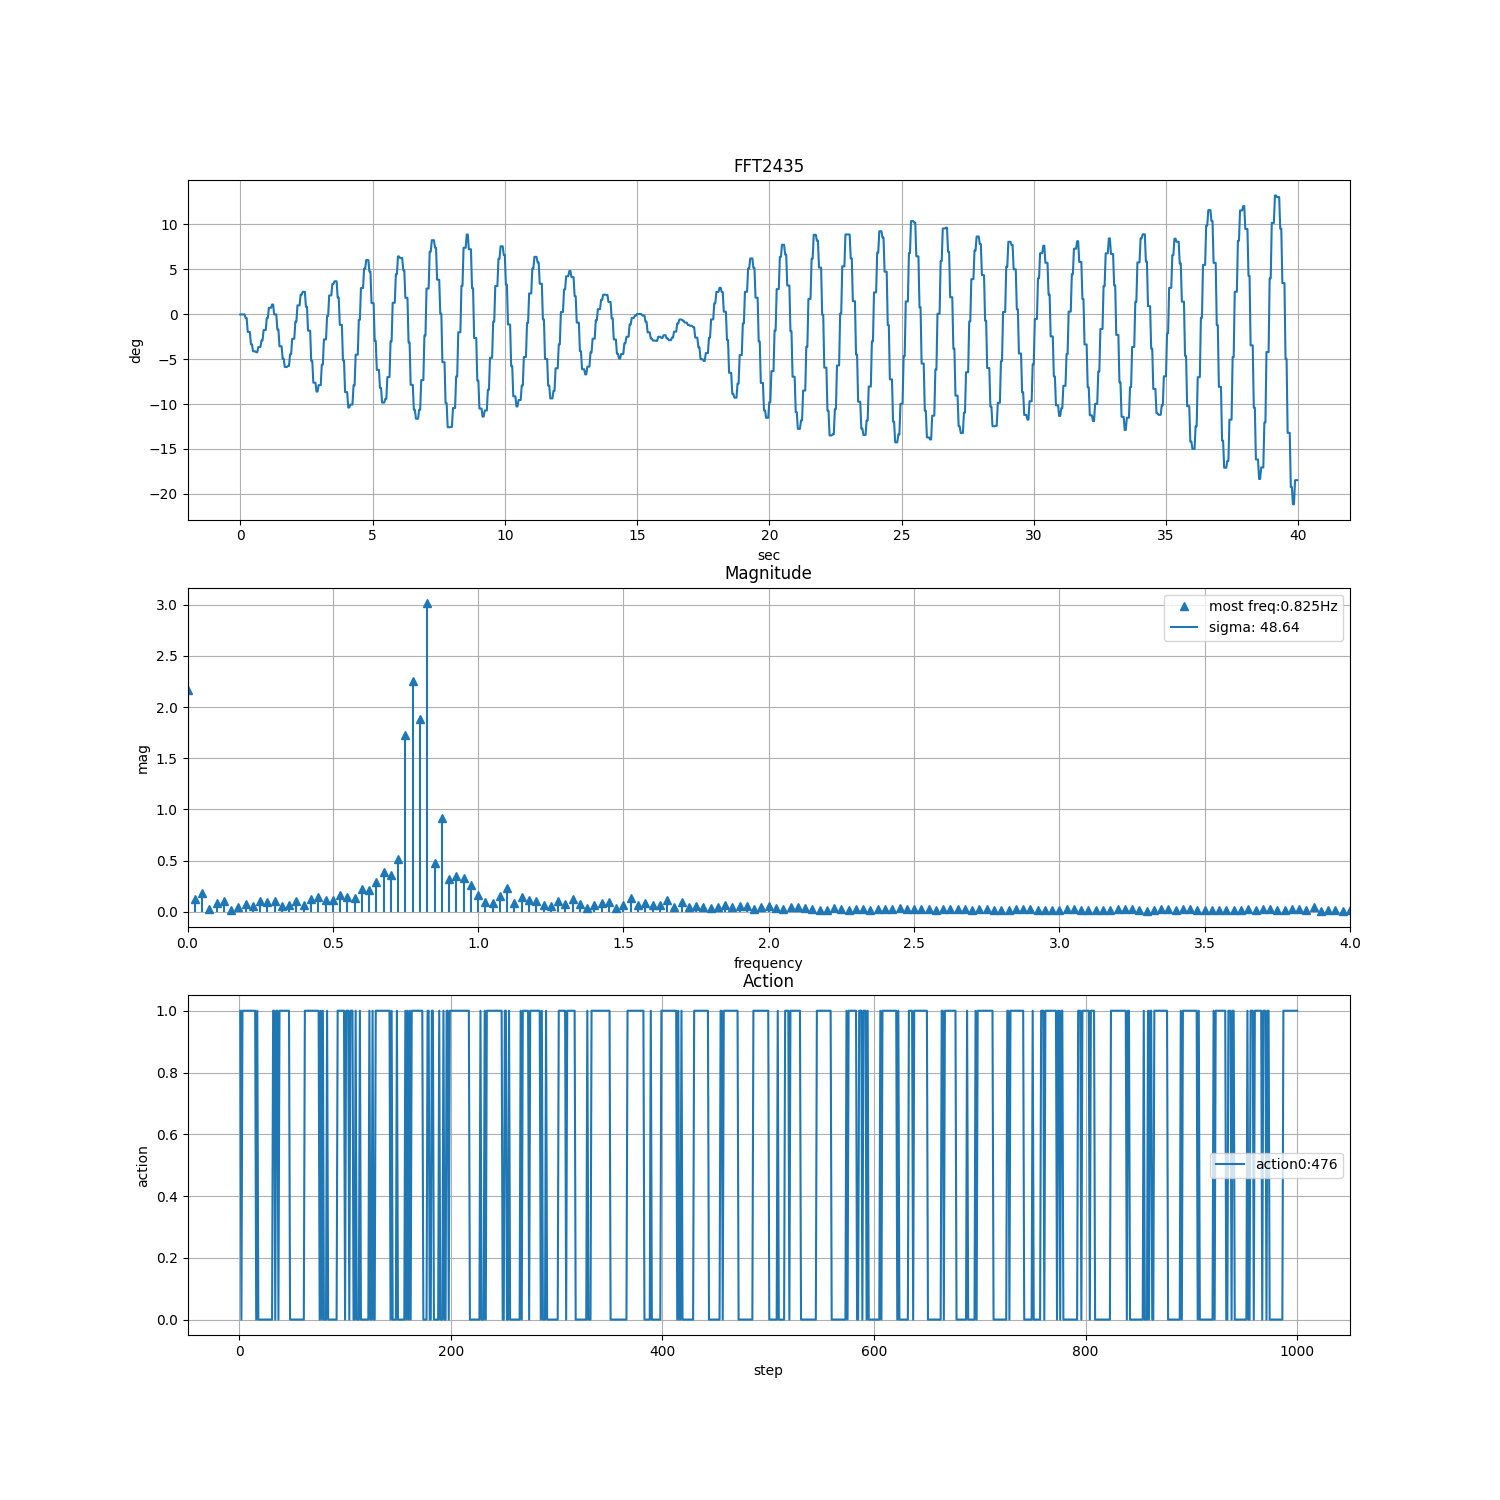 FFT2435
10
5
0
−5
−10
−15
−20
deg
0 5 10 15 20 25 30 35 40
sec
Magnitude
3.0
2.5
2.0
1.5
1.0
0.5
0.0
mag
most freq:0.825Hz
sigma: 48.64
0.0 0.5 1.0 1.5 2.0 2.5 3.0 3.5 4.0
frequency
Action
1.0
0.8
0.6
0.4
0.2
0.0
action
action0:476
0 200 400 600 800 1000
step